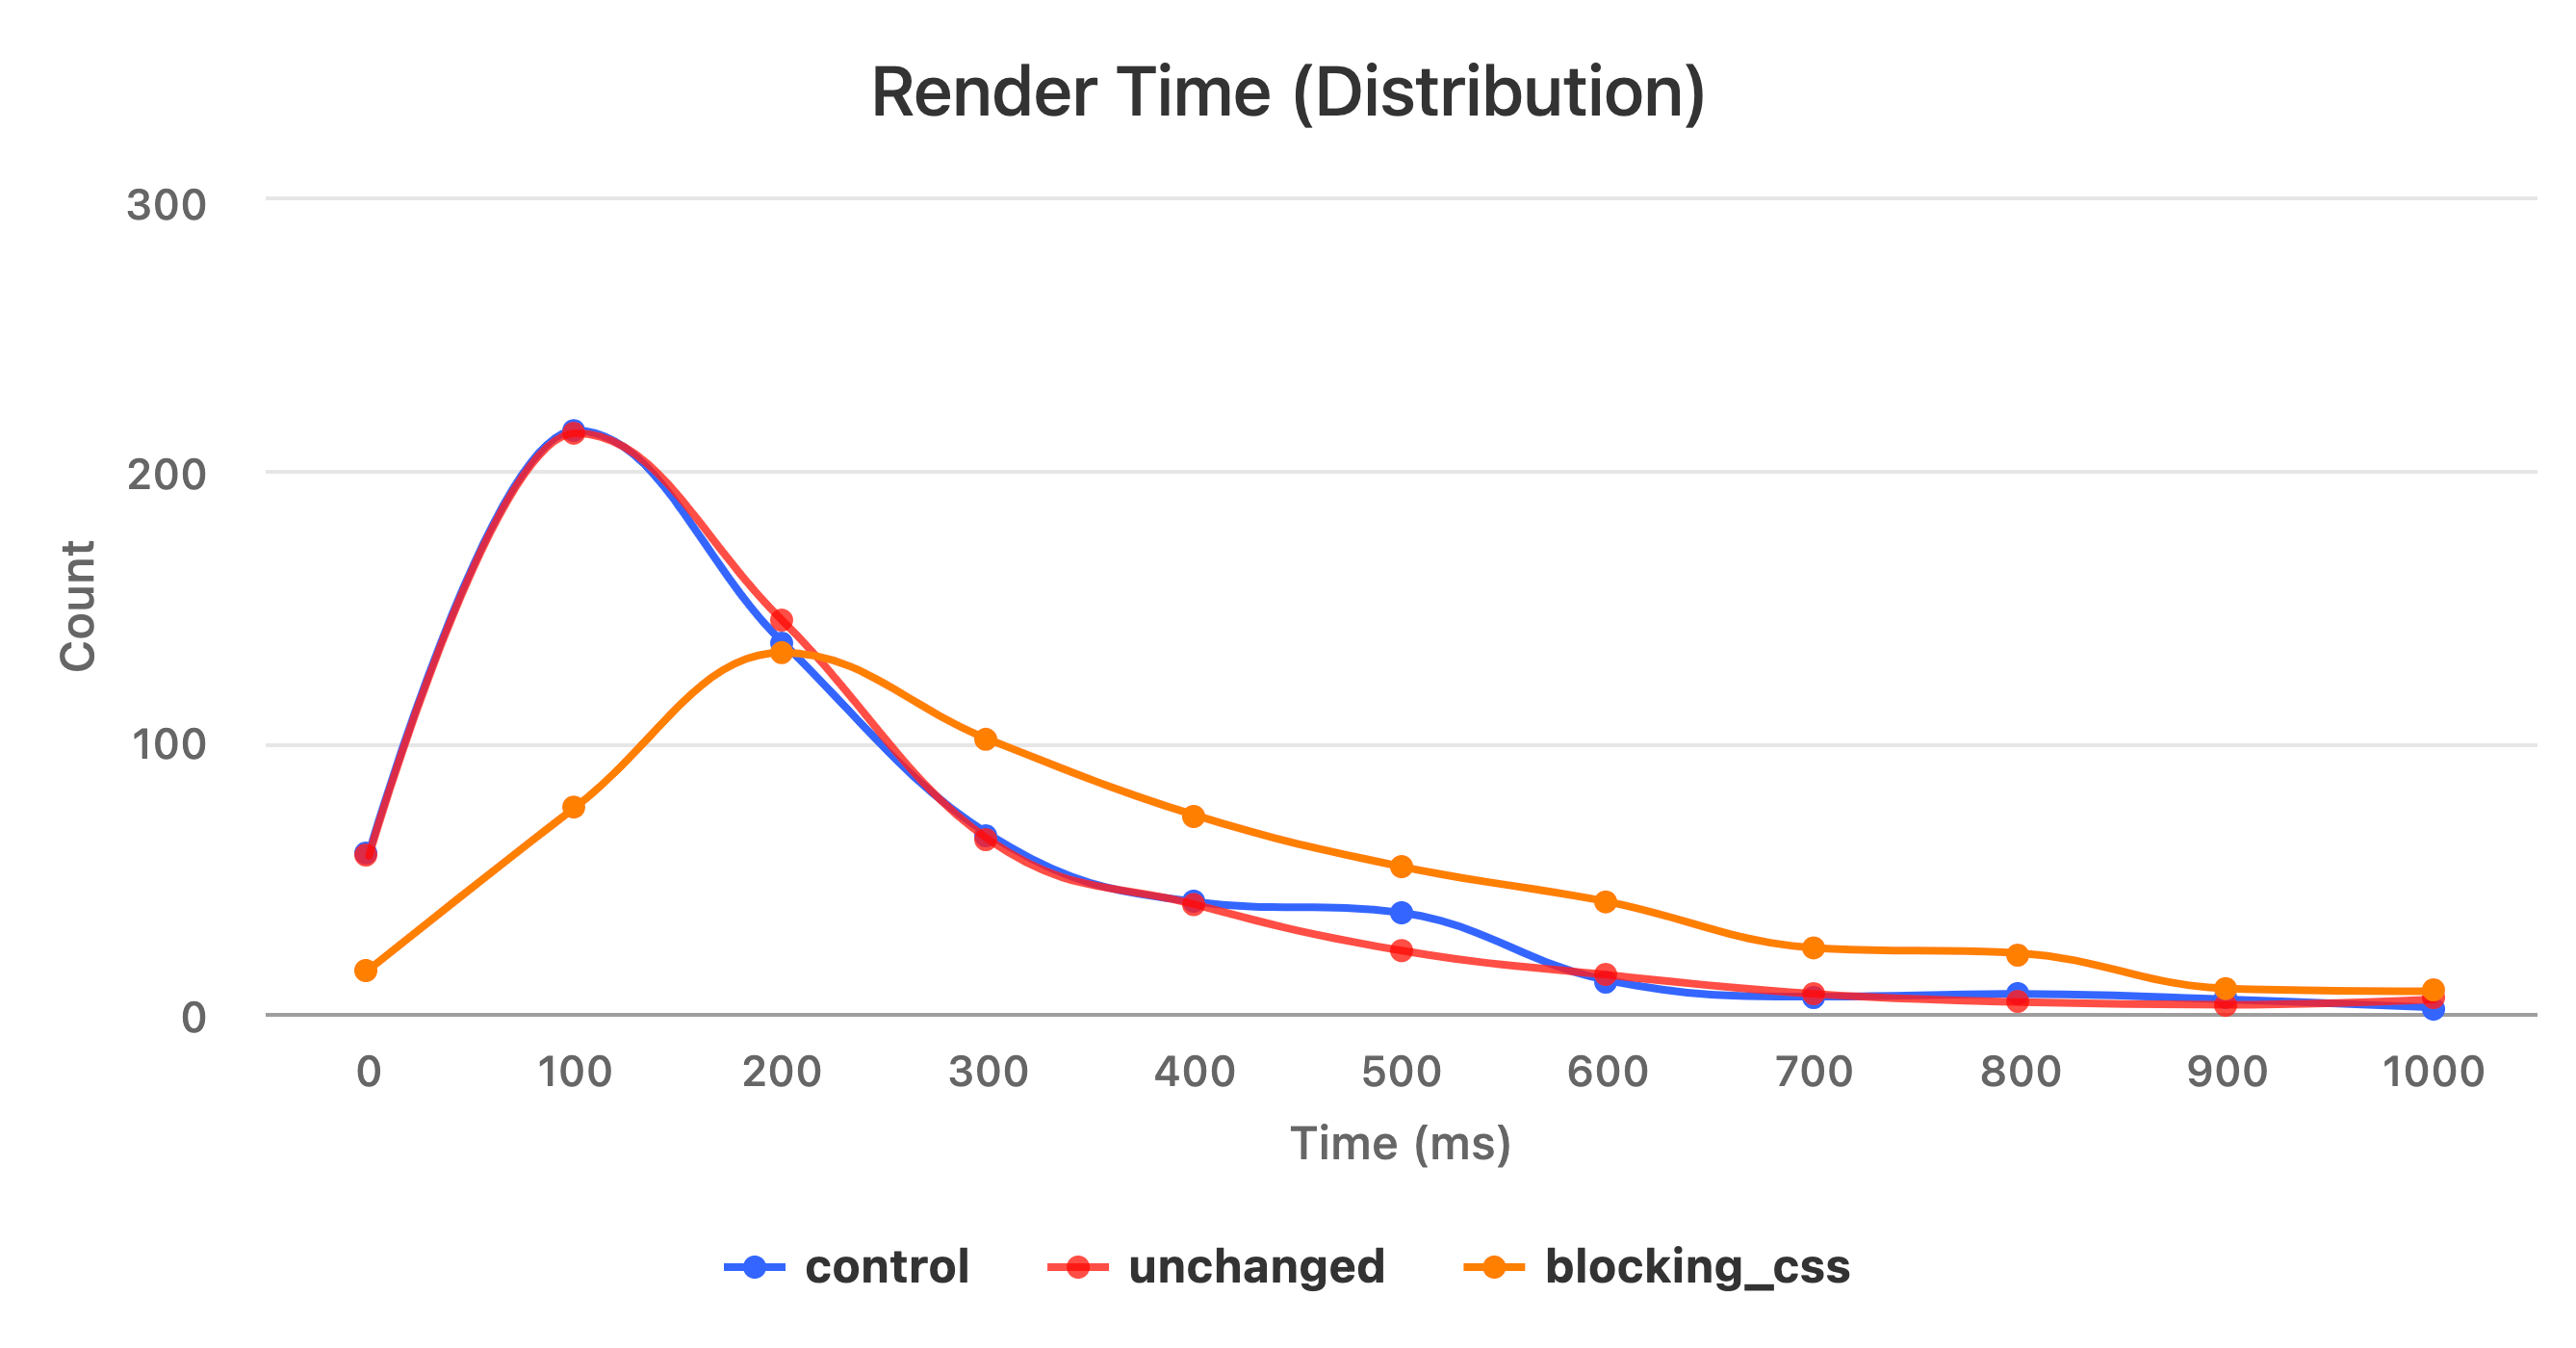 Render Time (Distribution)
300
200
100
0
Count
0 100 200 300 400 500 600 700 800 900 1000
Time (ms)
control unchanged blocking_css